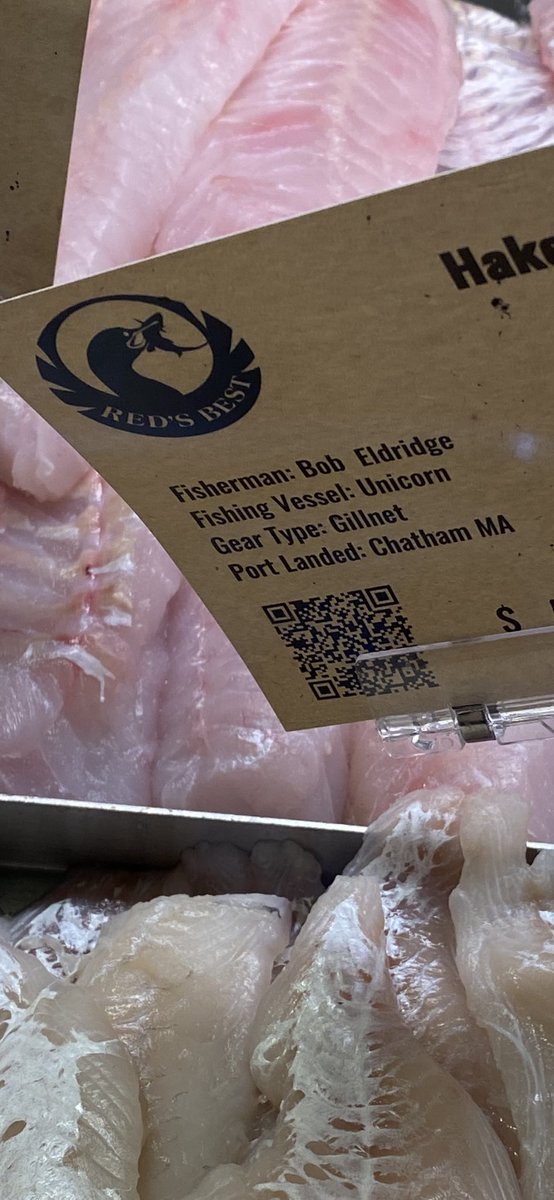 Hake
RED'S BEST
Fisherman: Bob Eldridge
Fishing Vessel: Unicorn
Gear Type: Gillnet
Port Landed: Chatham MA
$